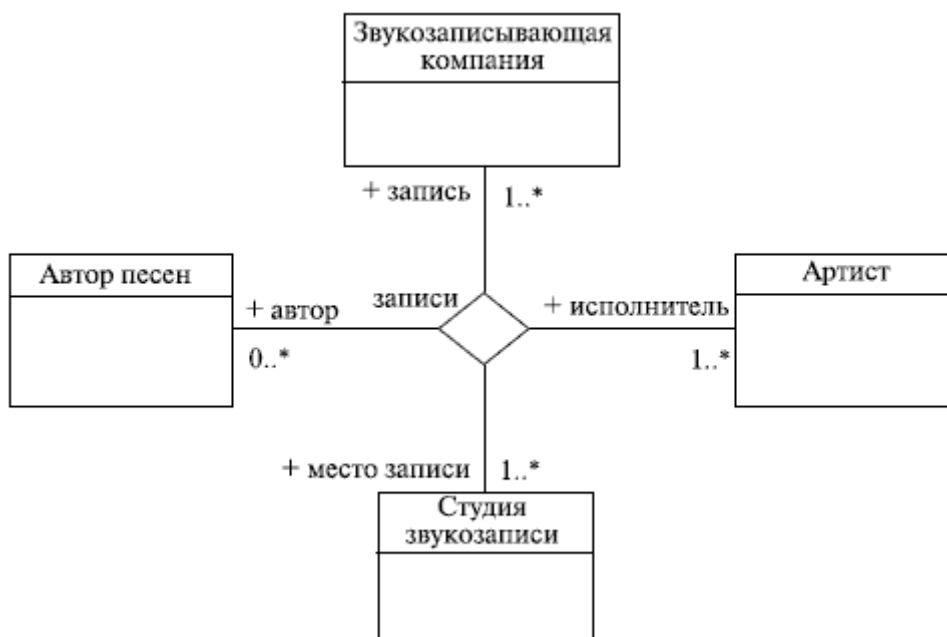 Звукозаписывающая
компания
+ запись
1..*
Автор песен
Артист
+ автор
записи
+ исполнитель
0..*
1..*
+ место записи
1..*
Студия
звукозаписи